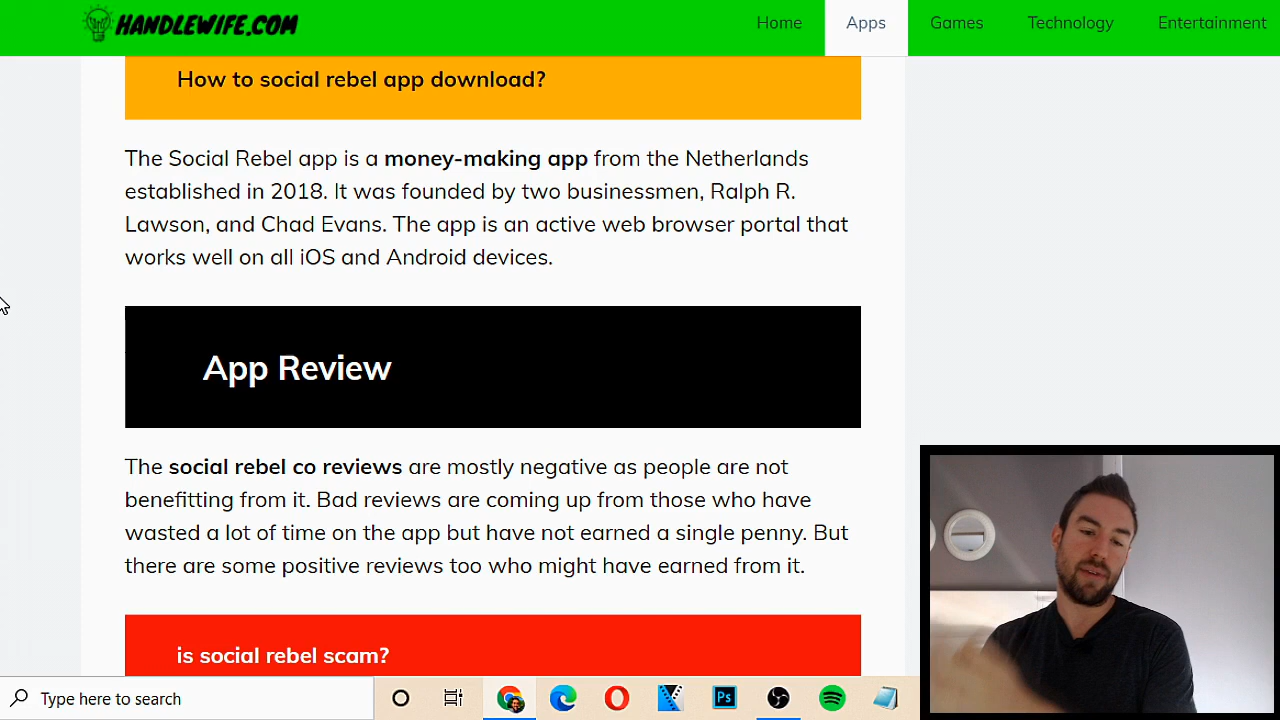 HANDLEWIFE.COM
Home
Apps
Games
Technology
Entertainment
How to social rebel app download?
The Social Rebel app is a money-making app from the Netherlands
established in 2018. It was founded by two businessmen, Ralph R.
Lawson, and Chad Evans. The app is an active web browser portal that
works well on all iOS and Android devices.
App Review
The social rebel co reviews are mostly negative as people are not
benefitting from it. Bad reviews are coming up from those who have
wasted a lot of time on the app but have not earned a single penny. But
there are some positive reviews too who might have earned from it.
is social rebel scam?
Type here to search
Ps